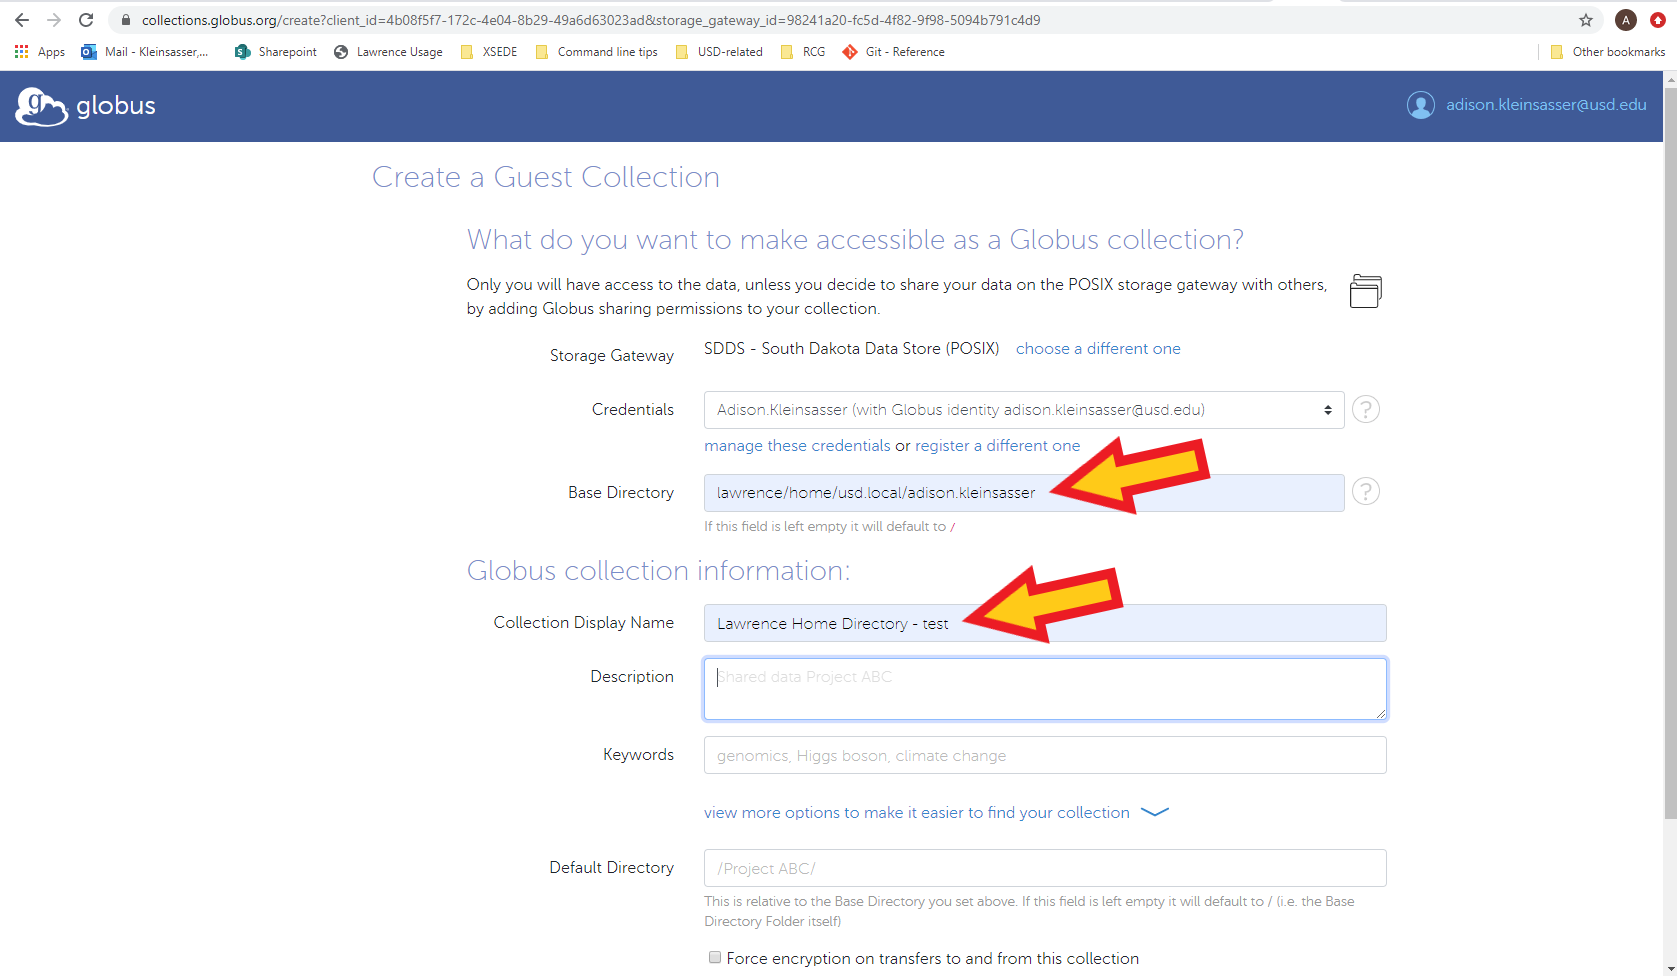 collections.globus.org/create?client_id=4b08f5f7-172c-4e04-8b29-49a6d63023ad&storage_gateway_id=98241a20-fc5d-4f82-9f98-5094b791c4d9
A
Apps
Mail - Kleinsasser,...
Sharepoint
Lawrence Usage
XSEDE
Command line tips
USD-related
RCG
Git - Reference
Other bookmarks
g globus
adison.kleinsasser@usd.edu
Create a Guest Collection
What do you want to make accessible as a Globus collection?
Only you will have access to the data, unless you decide to share your data on the POSIX storage gateway with others,
by adding Globus sharing permissions to your collection.
Storage Gateway
SDDS - South Dakota Data Store (POSIX) choose a different one
Credentials
Adison.Kleinsasser (with Globus identity adison.kleinsasser@usd.edu)
?
manage these credentials or register a different one
Base Directory
lawrence/home/usd.local/adison.kleinsasser
?
If this field is left empty it will default to /
Globus collection information:
Collection Display Name
Lawrence Home Directory - test
Description
Shared data Project ABC
Keywords
genomics, Higgs boson, climate change
view more options to make it easier to find your collection
Default Directory
/Project ABC/
This is relative to the Base Directory you set above. If this field is left empty it will default to / (i.e. the Base
Directory Folder itself)
Force encryption on transfers to and from this collection